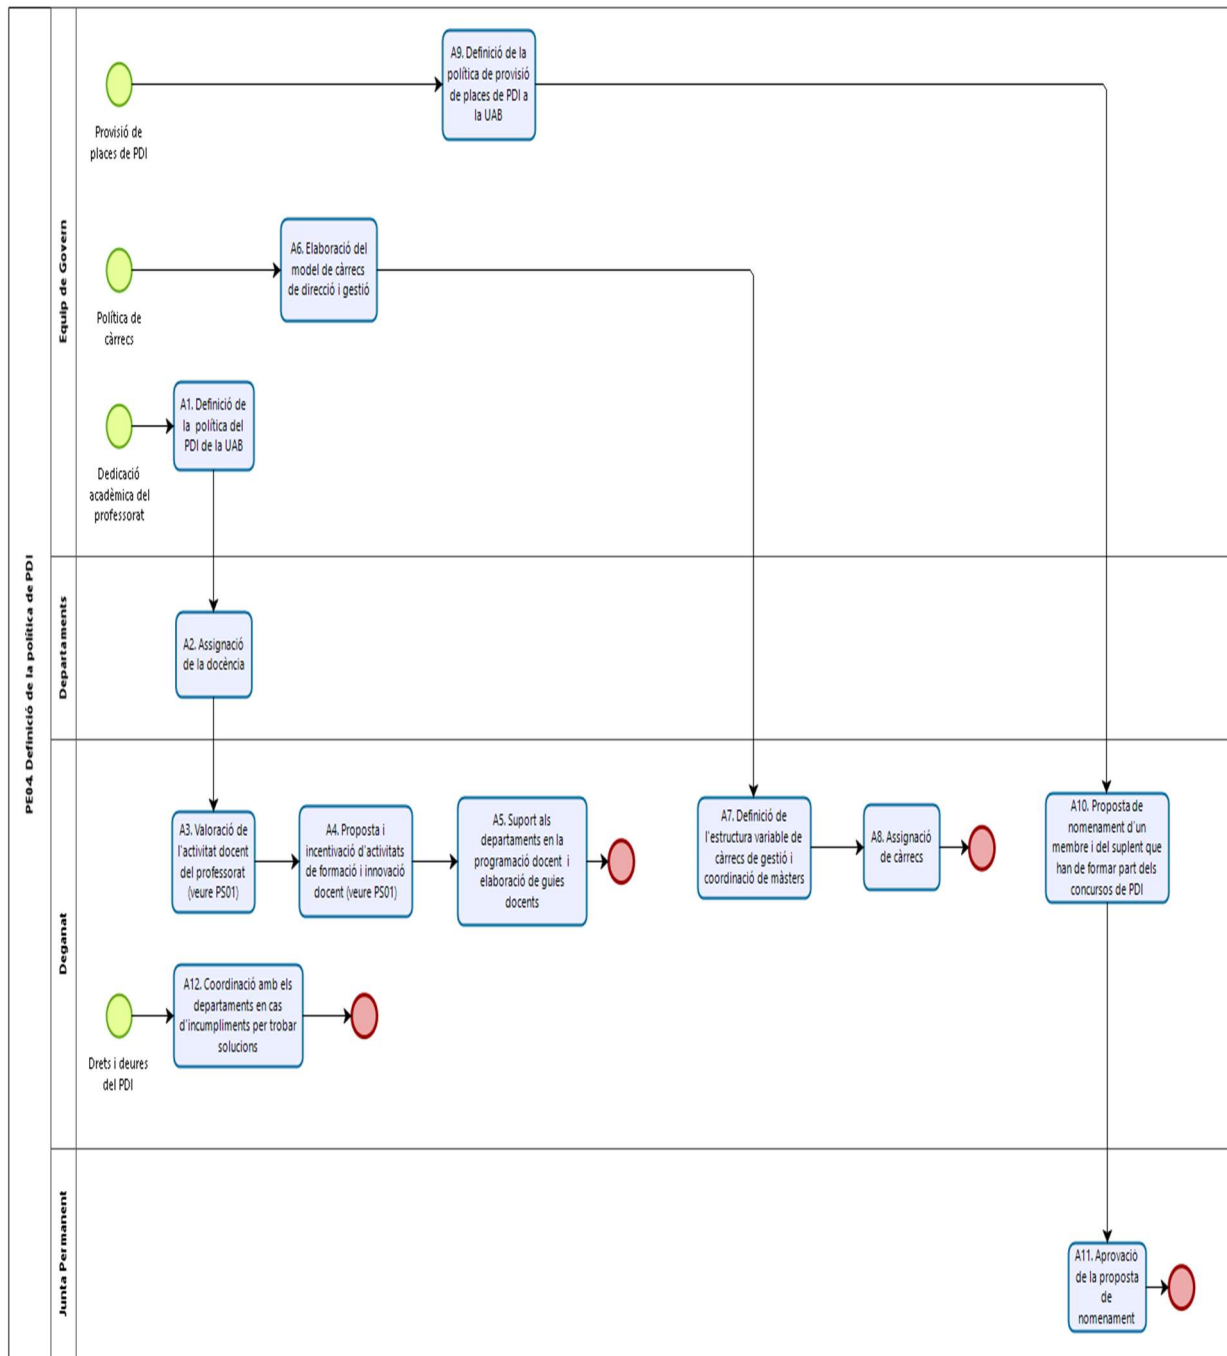 PE04. Definició de la política de PDI
Equip de Govern
Provisió de
places de PDI
A9. Definició de la
política de provisió
de places de PDI a
la UAB
Política de
càrrecs
A6. Elaboració del
model de càrrecs
de direcció i gestió
Dedicació
acadèmica del
professorat
A1. Definició de
la política del
PDI de la UAB
Departaments
A2. Assignació
de la docència
Deganat
A3. Valoració de
l'activitat docent
del professorat
(veure PS01)
A4. Proposta i
incentivació d'activitats
de formació i innovació
docent (veure PS01)
A5. Suport als
departaments en la
programació docent i
elaboració de guies
docents
A7. Definició de
l'estructura variable de
càrrecs de gestió i
coordinació de màsters
A8. Assignació
de càrrecs
A10. Proposta de
nomenament d'un
membre i del suplent que
han de formar part dels
concursos de PDI
Drets i deures
del PDI
A12. Coordinació amb els
departaments en cas
d'incumpliments per trobar
solucions
Junta Permanent
A11. Aprovació
de la proposta
de
nomenament